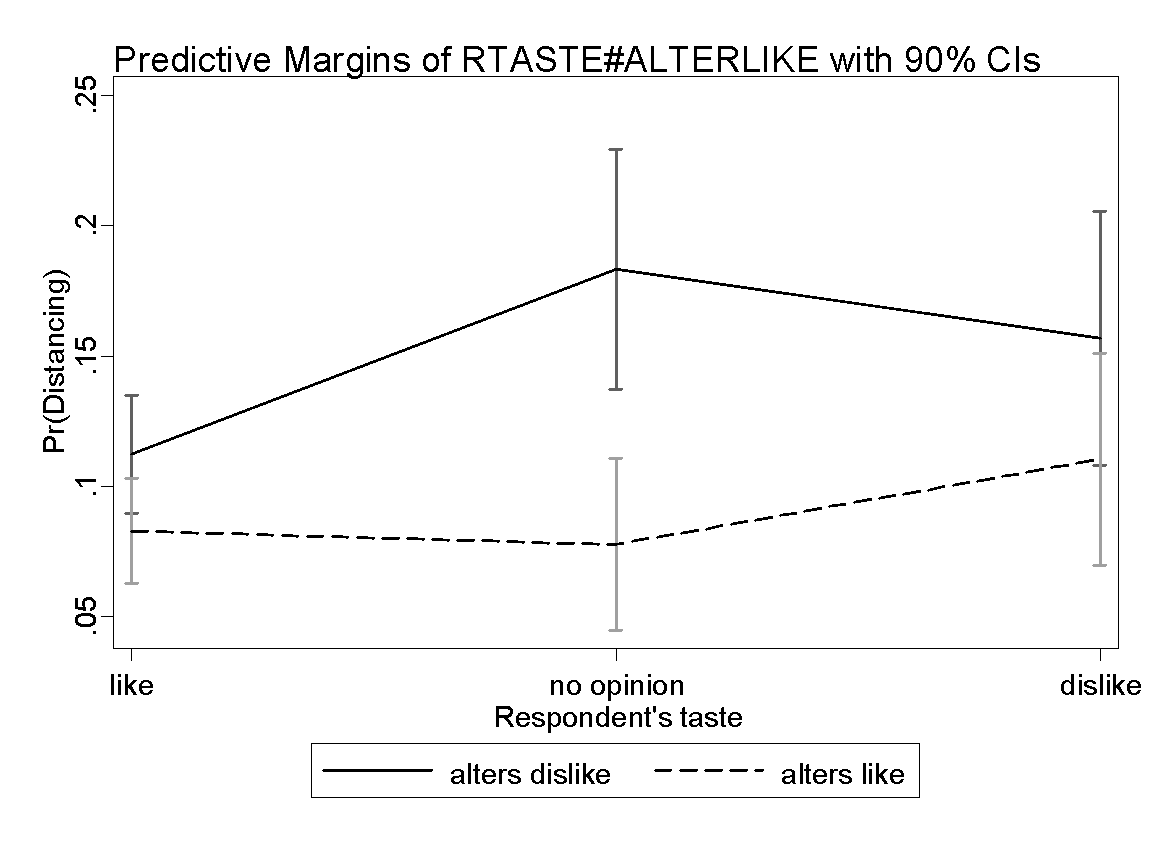 Predictive Margins of RTASTE#ALTERLIKE with 90% CIs
.25
.2
.15
.1
.05
Pr(Distancing)
like no opinion dislike
Respondent's taste
alters dislike alters like